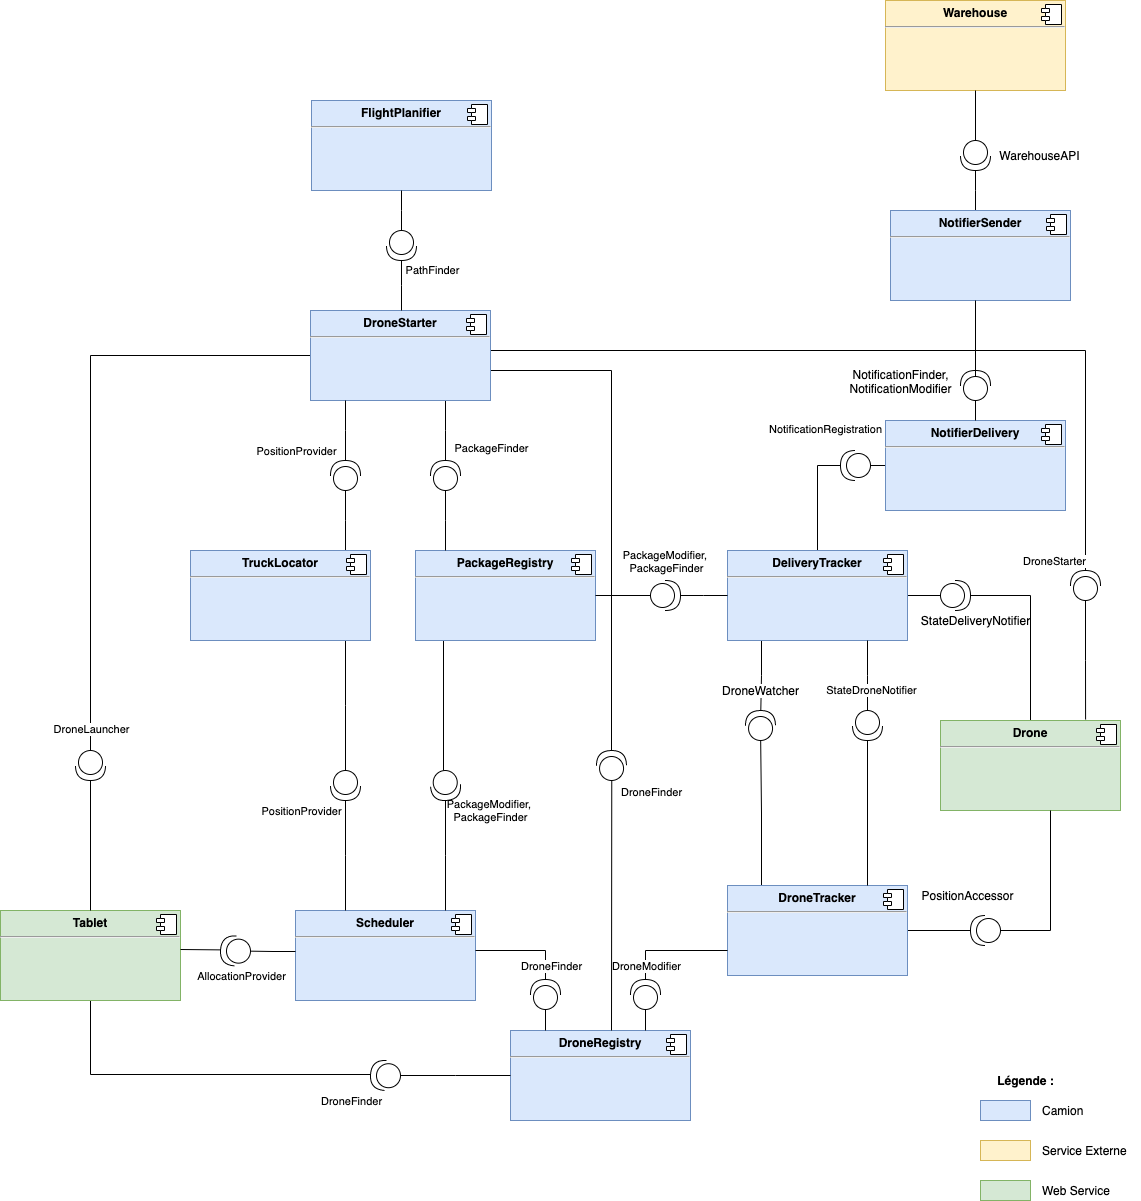 Warehouse
FlightPlanifier
WarehouseAPI
NotifierSender
PathFinder
DroneStarter
NotificationFinder,
NotificationModifier
NotificationRegistration
NotifierDelivery
PositionProvider
PackageFinder
TruckLocator
PackageRegistry
PackageModifier,
PackageFinder
DeliveryTracker
DroneStarter
StateDeliveryNotifier
DroneWatcher
StateDroneNotifier
DroneLauncher
Drone
DroneFinder
PositionProvider
PackageModifier,
PackageFinder
DroneTracker
PositionAccessor
Tablet
Scheduler
AllocationProvider
DroneFinder
DroneModifier
DroneRegistry
DroneFinder
Légende :
Camion
Service Externe
Web Service